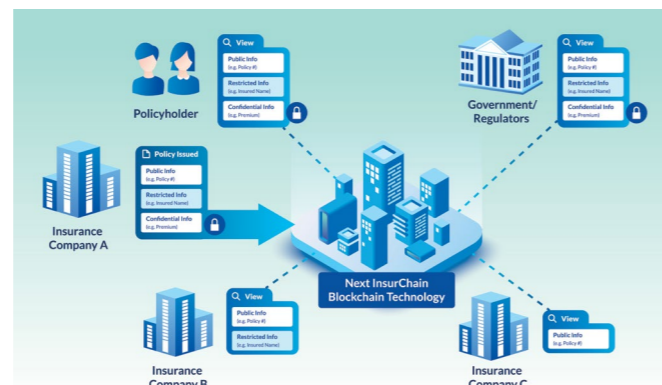 View
Public Info
(e.g. Policy #)
Restricted Info
(e.g. Insured Name)
Confidential Info
(e.g. Premium)
Policyholder
View
Public Info
(e.g. Policy #)
Restricted Info
(e.g. Insured Name)
Confidential Info
(e.g. Premium)
Government/
Regulators
Policy Issued
Public Info
(e.g. Policy #)
Restricted Info
(e.g. Insured Name)
Confidential Info
(e.g. Premium)
Insurance
Company A
Next InsurChain
Blockchain Technology
View
Public Info
(e.g. Policy #)
Restricted Info
(e.g. Insured Name)
Insurance
Company B
View
Public Info
(e.g. Policy #)
Insurance
Company C